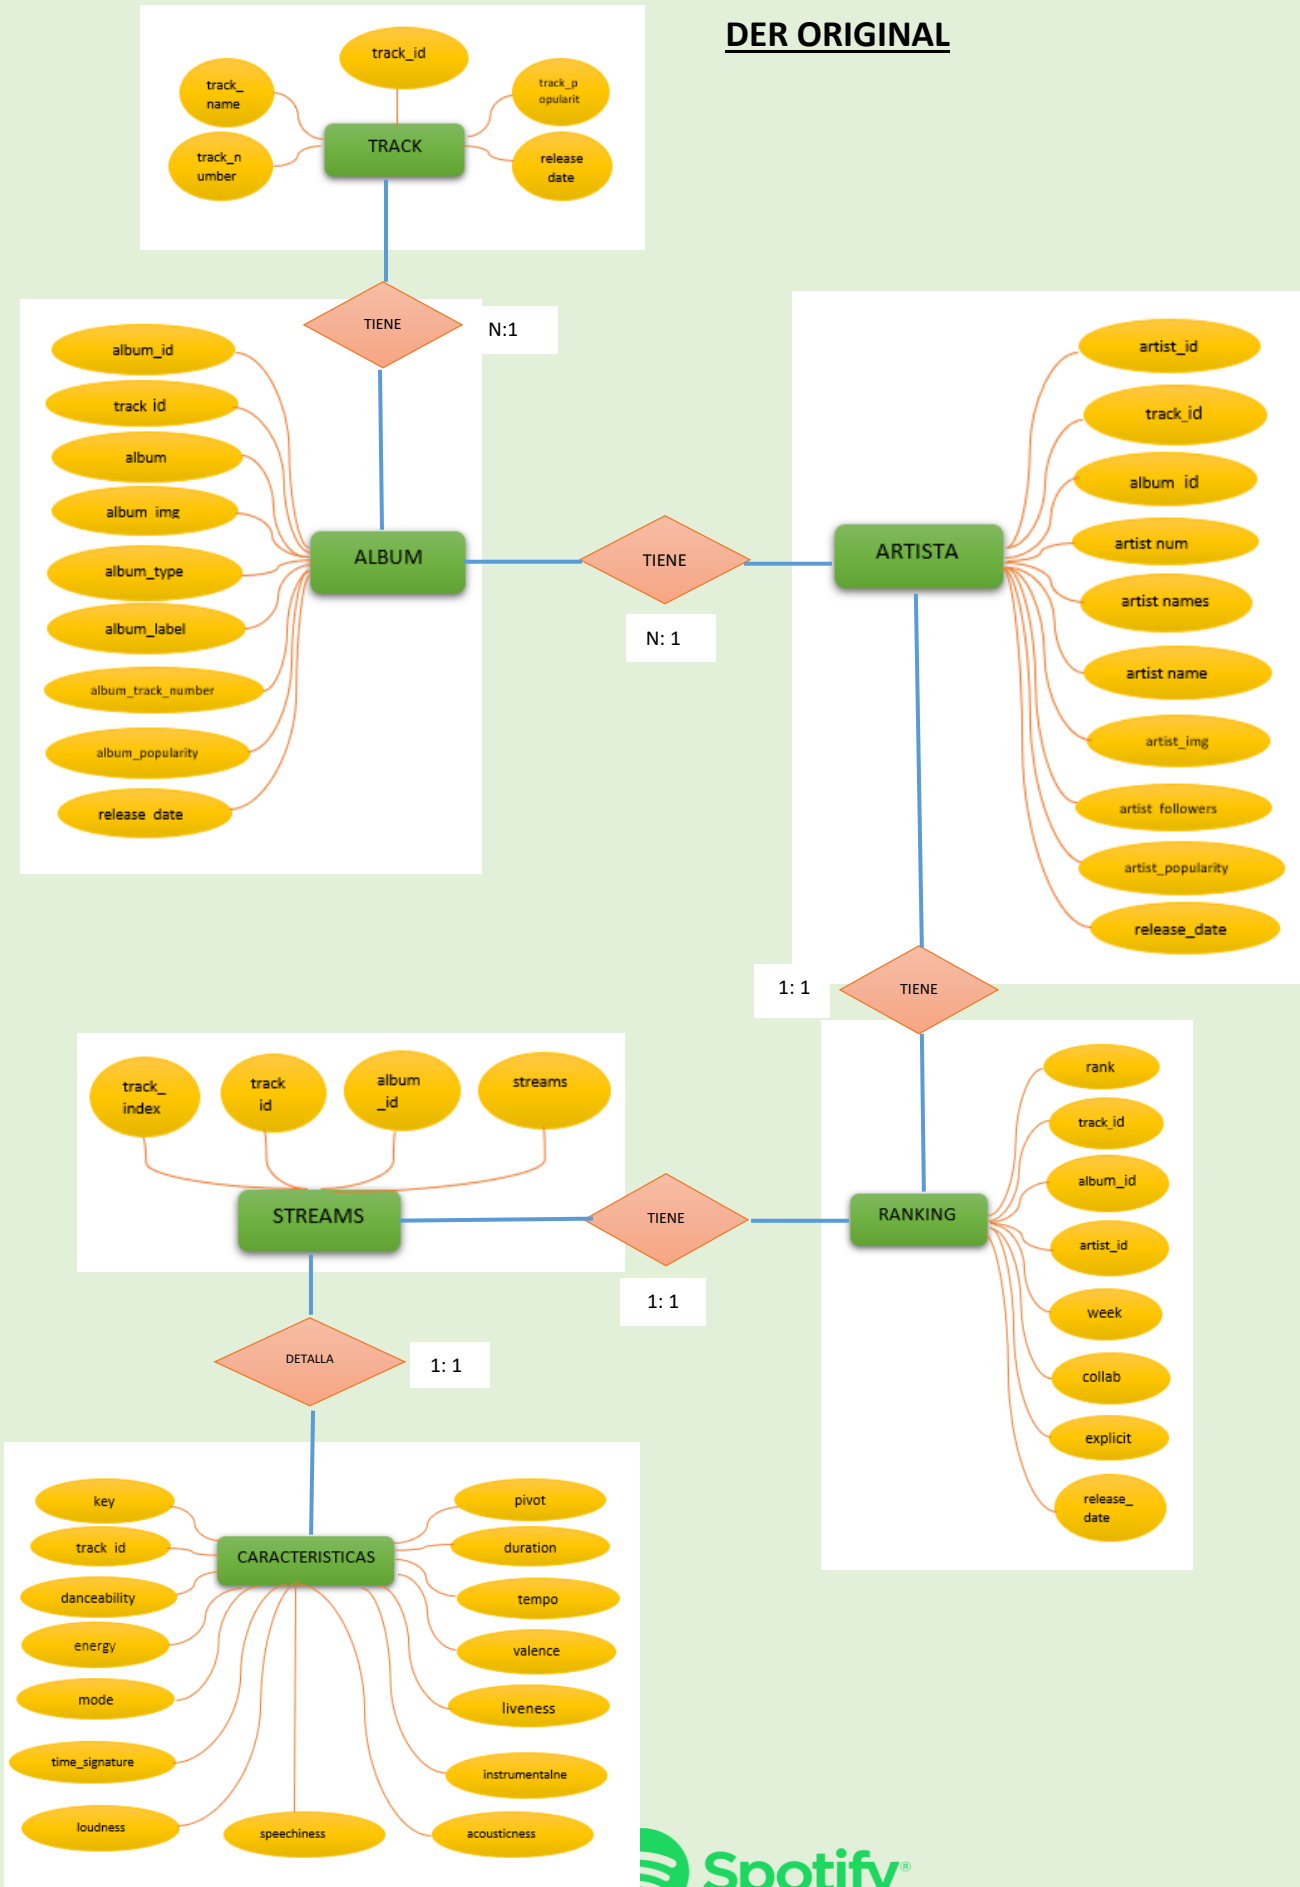 DER ORIGINAL
track_id
track_
name
track_p
opularit
TRACK
track_n
umber
release
date
TIENE
N:1
album_id
track id
album
album img
album_type
album_label
album_track_number
album_popularity
release date
ALBUM
TIENE
N: 1
ARTISTA
artist_id
track_id
album id
artist num
artist names
artist name
artist_img
artist followers
artist_popularity
release_date
1: 1
TIENE
track_
index
track
id
album
_id
streams
STREAMS
TIENE
1: 1
RANKING
rank
track_id
album_id
artist_id
week
collab
explicit
release_
date
DETALLA
1: 1
key
track id
danceability
energy
mode
time_signature
loudness
CARACTERISTICAS
speechiness
pivot
duration
tempo
valence
liveness
instrumentalne
acousticness
Spotify®